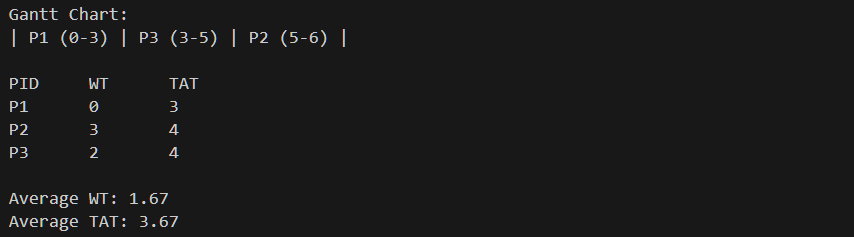 Gantt Chart:
| P1 (0-3) | P3 (3-5) | P2 (5-6) |
PID WT TAT
P1 0 3
P2 3 4
P3 2 4
Average WT: 1.67
Average TAT: 3.67